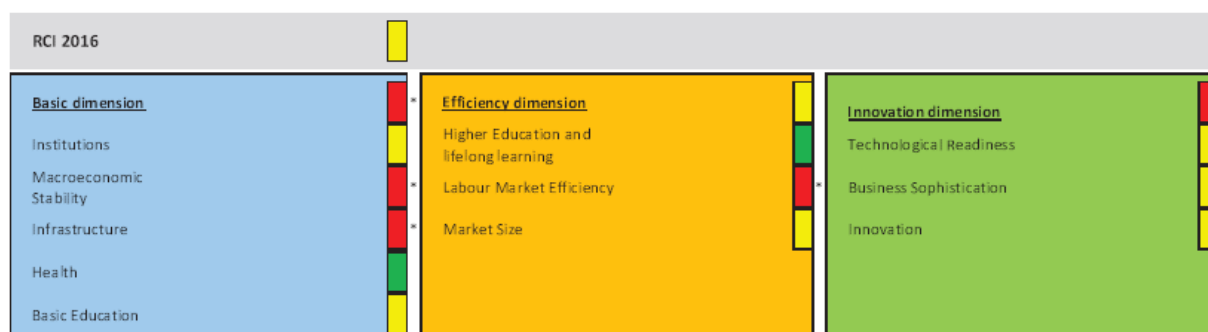 RCI 2016
Basic dimension *
Institutions
Macroeconomic
Stability *
Infrastructure *
Health
Basic Education
Efficiency dimension
Higher Education and
lifelong learning
Labour Market Efficiency *
Market Size
Innovation dimension
Technological Readiness
Business Sophistication
Innovation